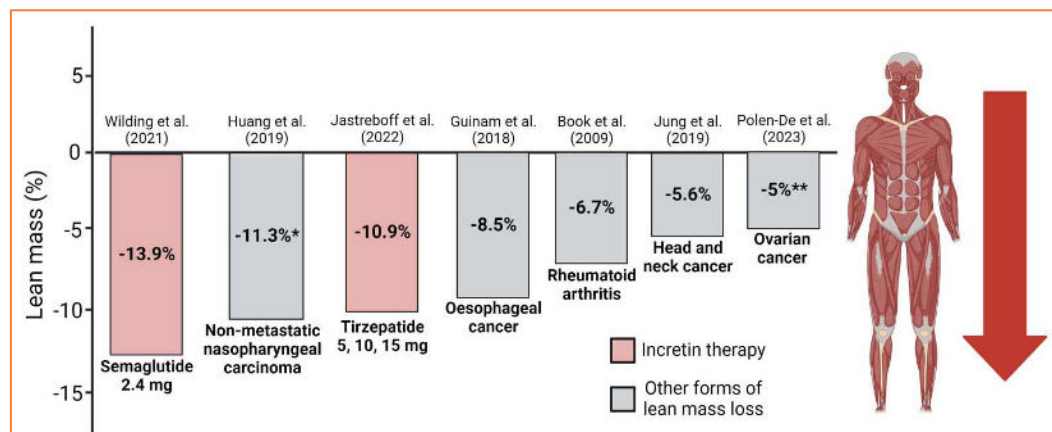 5
0
-5
-10
-15
Lean mass (%)
Wilding et al.
(2021)
Huang et al.
(2019)
Jastreboff et al.
(2022)
Guinam et al.
(2018)
Book et al.
(2009)
Jung et al.
(2019)
Polen-De et al.
(2023)
-13.9%
-11.3%*
-10.9%
-8.5%
-6.7%
-5.6%
-5%**
Semaglutide
2.4 mg
Non-metastatic
nasopharyngeal
carcinoma
Tirzepatide
5, 10, 15 mg
Oesophageal
cancer
Rheumatoid
arthritis
Head and
neck cancer
Ovarian
cancer
Incretin therapy
Other forms of
lean mass loss